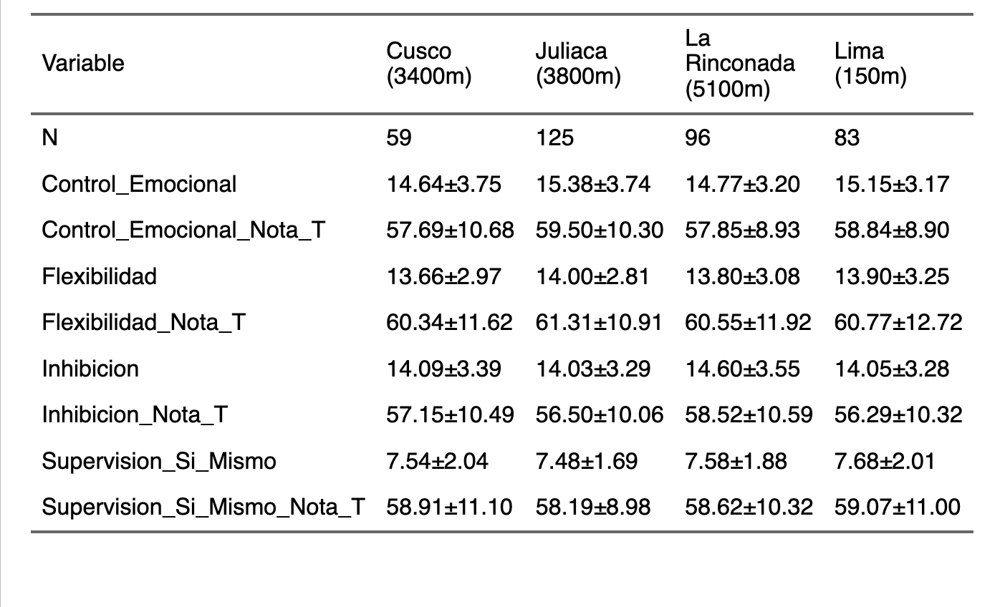 Variable Cusco (3400m) Juliaca (3800m) La Rinconada (5100m) Lima (150m)
N 59 125 96 83
Control_Emocional 14.64±3.75 15.38±3.74 14.77±3.20 15.15±3.17
Control_Emocional_Nota_T 57.69±10.68 59.50±10.30 57.85±8.93 58.84±8.90
Flexibilidad 13.66±2.97 14.00±2.81 13.80±3.08 13.90±3.25
Flexibilidad_Nota_T 60.34±11.62 61.31±10.91 60.55±11.92 60.77±12.72
Inhibicion 14.09±3.39 14.03±3.29 14.60±3.55 14.05±3.28
Inhibicion_Nota_T 57.15±10.49 56.50±10.06 58.52±10.59 56.29±10.32
Supervision_Si_Mismo 7.54±2.04 7.48±1.69 7.58±1.88 7.68±2.01
Supervision_Si_Mismo_Nota_T 58.91±11.10 58.19±8.98 58.62±10.32 59.07±11.00